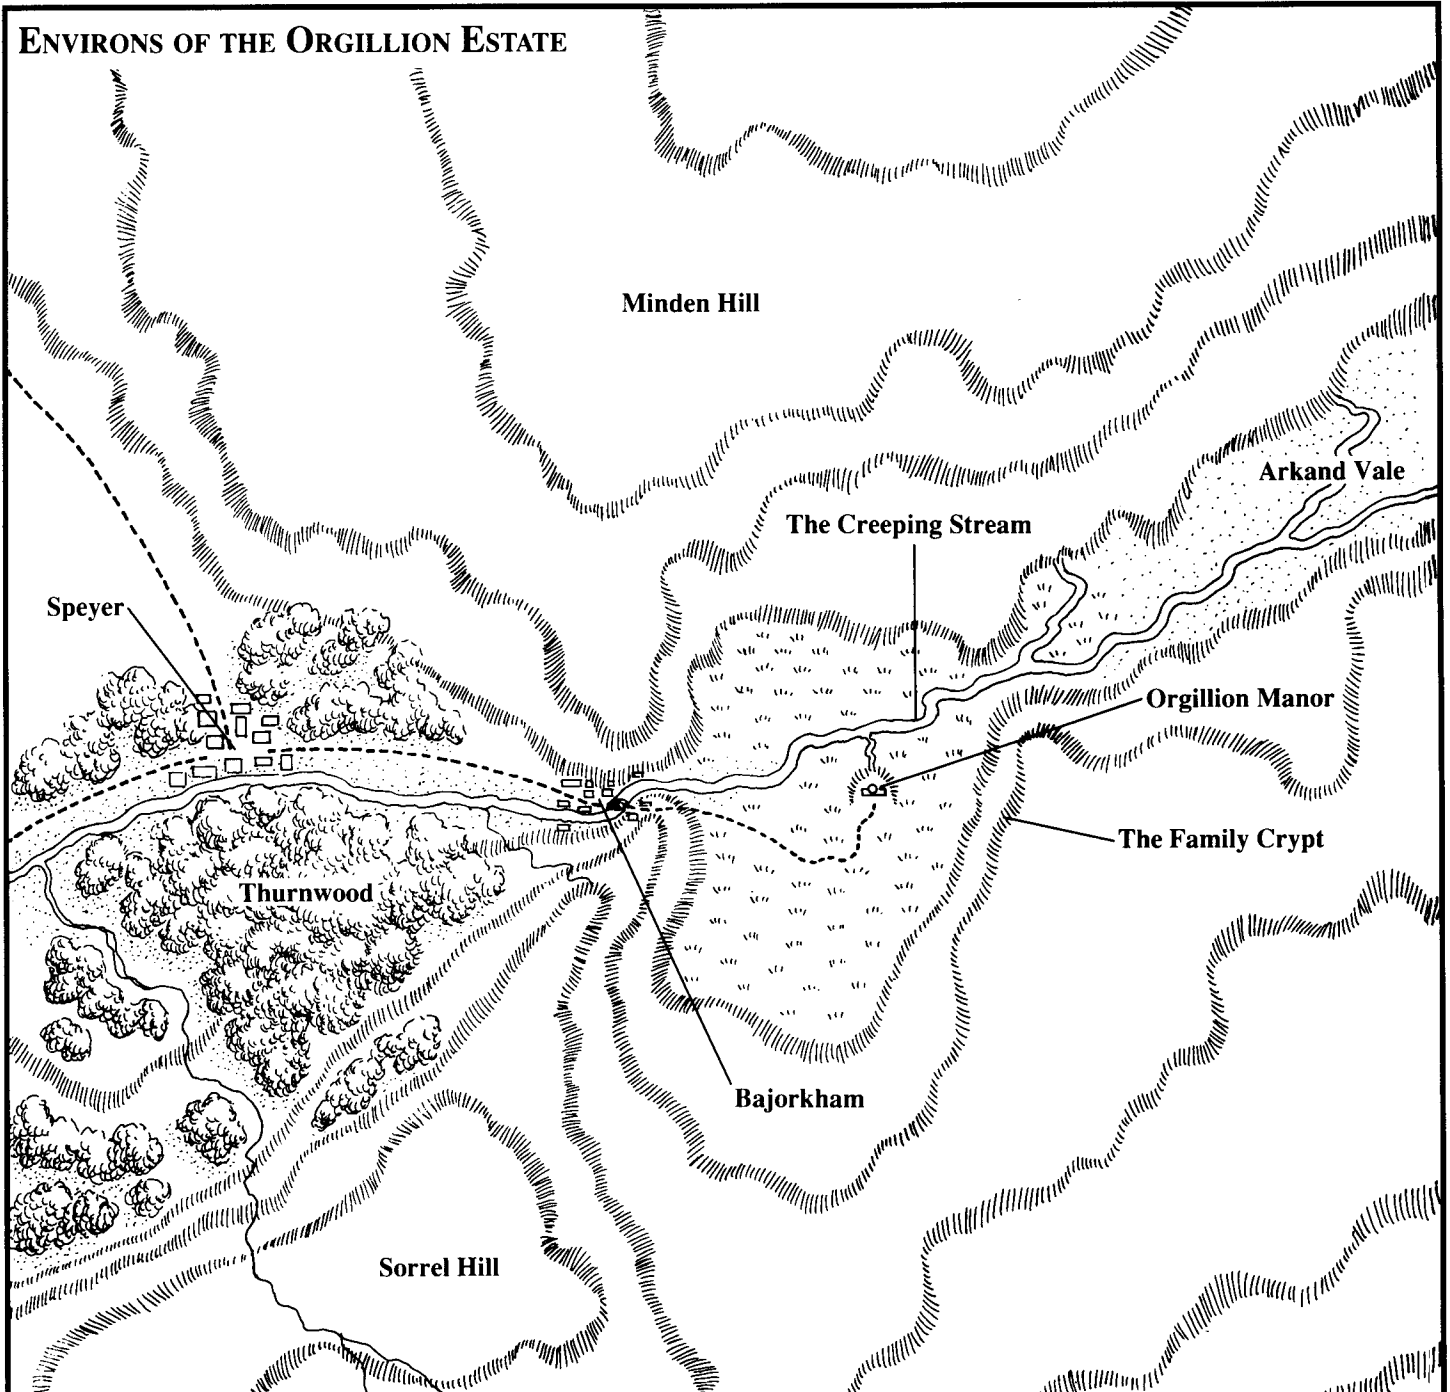 ENVIRONS OF THE ORGILLION ESTATE
Minden Hill
Arkand Vale
The Creeping Stream
Speyer
Orgillion Manor
The Family Crypt
Thurnwood
Bajorkham
Sorrel Hill